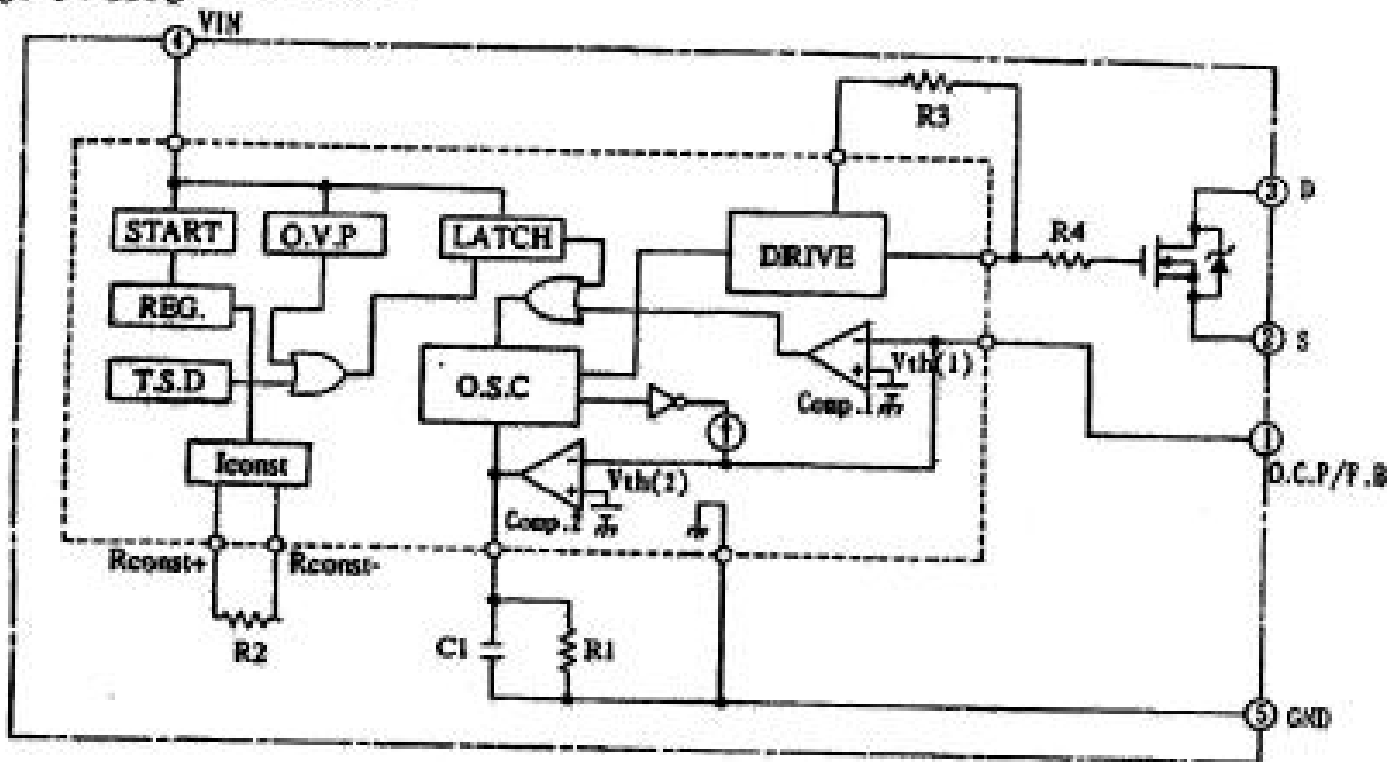 4 VIN
R3
START O.V.P LATCH DRIVE R4 3 D
REG.
T.S.D O.S.C Vth(1) 2 S
Comp.1
Iconst 1
Vth(2) O.C.P/F.B
Comp.2
Rconst+ Rconst-
R2 C1 R1
5 GND